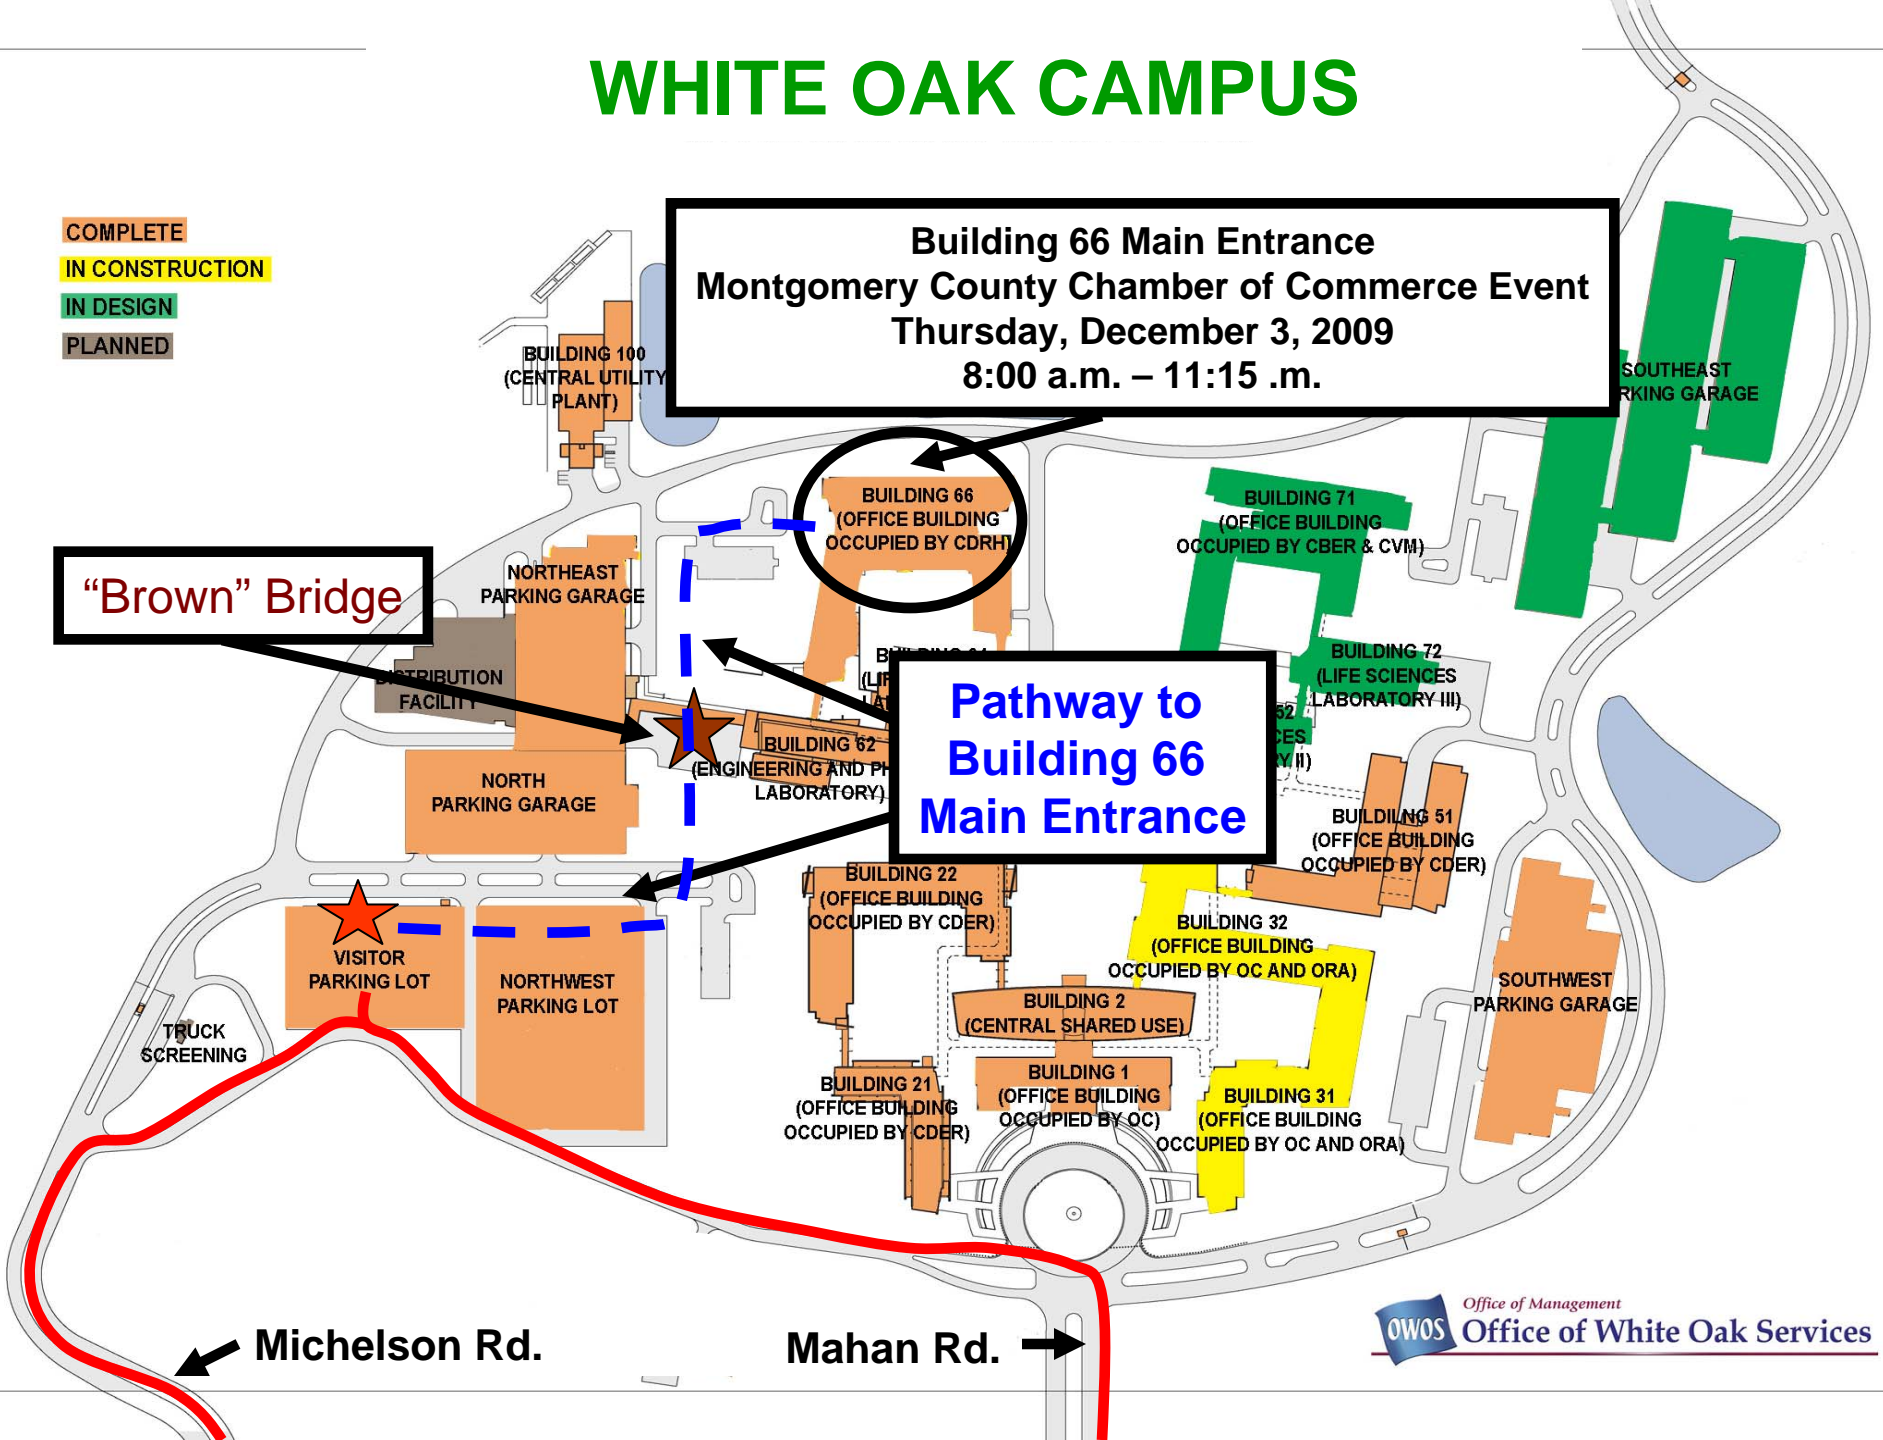 WHITE OAK CAMPUS
COMPLETE
IN CONSTRUCTION
IN DESIGN
PLANNED
Building 66 Main Entrance
Montgomery County Chamber of Commerce Event
Thursday, December 3, 2009
8:00 a.m. – 11:15 .m.
BUILDING 100
(CENTRAL UTILITY
PLANT)
SOUTHEAST
RKING GARAGE
BUILDING 66
(OFFICE BUILDING
OCCUPIED BY CDRH)
BUILDING 71
(OFFICE BUILDING
OCCUPIED BY CBER & CVM)
“Brown” Bridge
NORTHEAST
PARKING GARAGE
DISTRIBUTION
FACILITY
BUILDING 72
(LIFE SCIENCES
LABORATORY III)
Pathway to
Building 66
Main Entrance
BUILDING 62
(ENGINEERING AND PH
LABORATORY)
NORTH
PARKING GARAGE
BUILDILNG 51
(OFFICE BUILDING
OCCUPIED BY CDER)
BUILDING 22
(OFFICE BUILDING
OCCUPIED BY CDER)
BUILDING 32
(OFFICE BUILDING
OCCUPIED BY OC AND ORA)
VISITOR
PARKING LOT
NORTHWEST
PARKING LOT
SOUTHWEST
PARKING GARAGE
BUILDING 2
(CENTRAL SHARED USE)
TRUCK
SCREENING
BUILDING 21
(OFFICE BUILDING
OCCUPIED BY CDER)
BUILDING 1
(OFFICE BUILDING
OCCUPIED BY OC)
BUILDING 31
(OFFICE BUILDING
OCCUPIED BY OC AND ORA)
Michelson Rd.
Mahan Rd.
OWOS
Office of Management
Office of White Oak Services